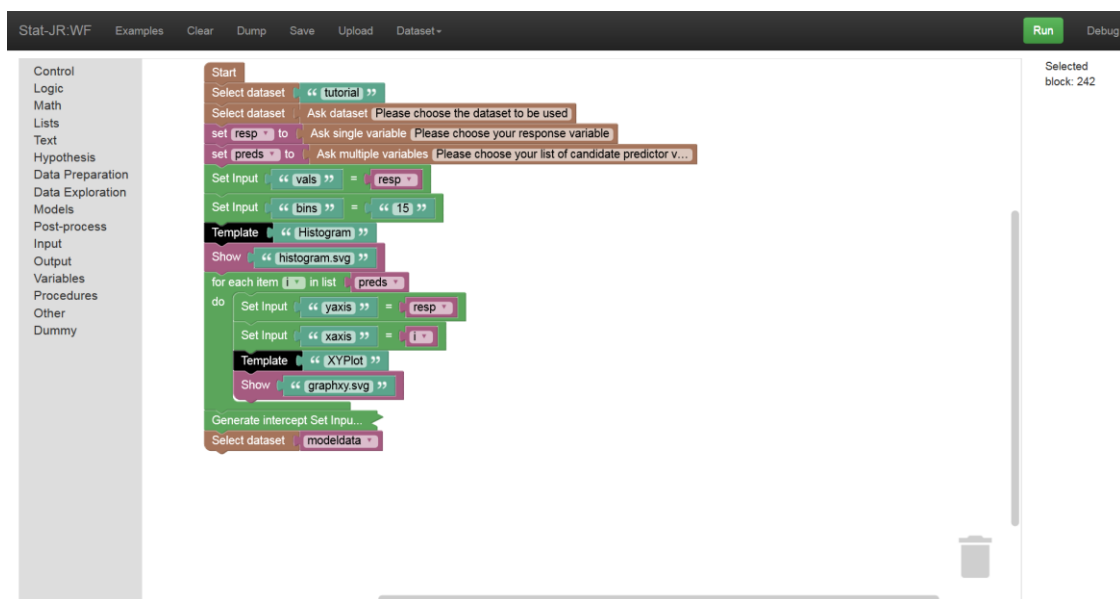 Stat-JR:WF Examples Clear Dump Save Upload Dataset Run Debug
Control
Logic
Math
Lists
Text
Hypothesis
Data Preparation
Data Exploration
Models
Post-process
Input
Output
Variables
Procedures
Other
Dummy
Start
Select dataset “ tutorial ”
Select dataset Ask dataset Please choose the dataset to be used
set resp to Ask single variable Please choose your response variable
set preds to Ask multiple variables Please choose your list of candidate predictor v...
Set Input “ vals ” = resp
Set Input “ bins ” = “ 15 ”
Template “ Histogram ”
Show “ histogram.svg ”
for each item i in list preds
do Set Input “ yaxis ” = resp
Set Input “ xaxis ” = i
Template “ XYPlot ”
Show “ graphxy.svg ”
Generate intercept Set Inpu...
Select dataset modeldata
Selected
block: 242